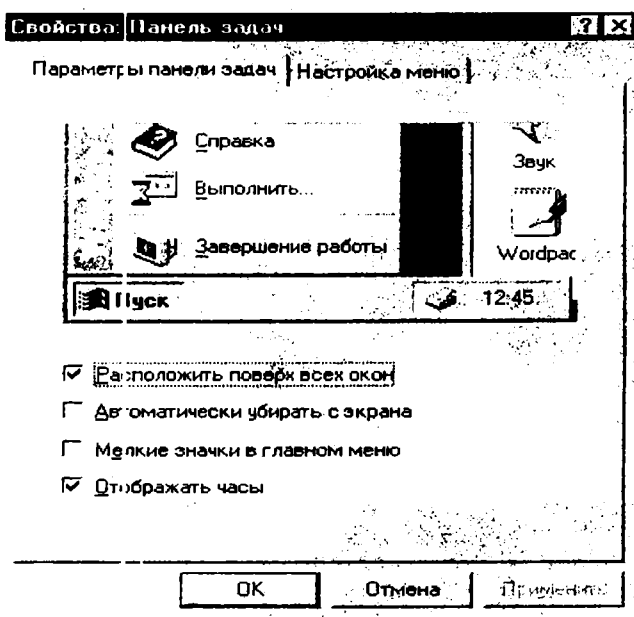 Свойства: Панель задач
Параметры панели задач Настройка меню
Справка
Звук
Выполнить...
Завершение работы
Wordpac
Пуск 12:45
Расположить поверх всех окон
Автоматически убирать с экрана
Мелкие значки в главном меню
Отображать часы
OK Отмена Применить